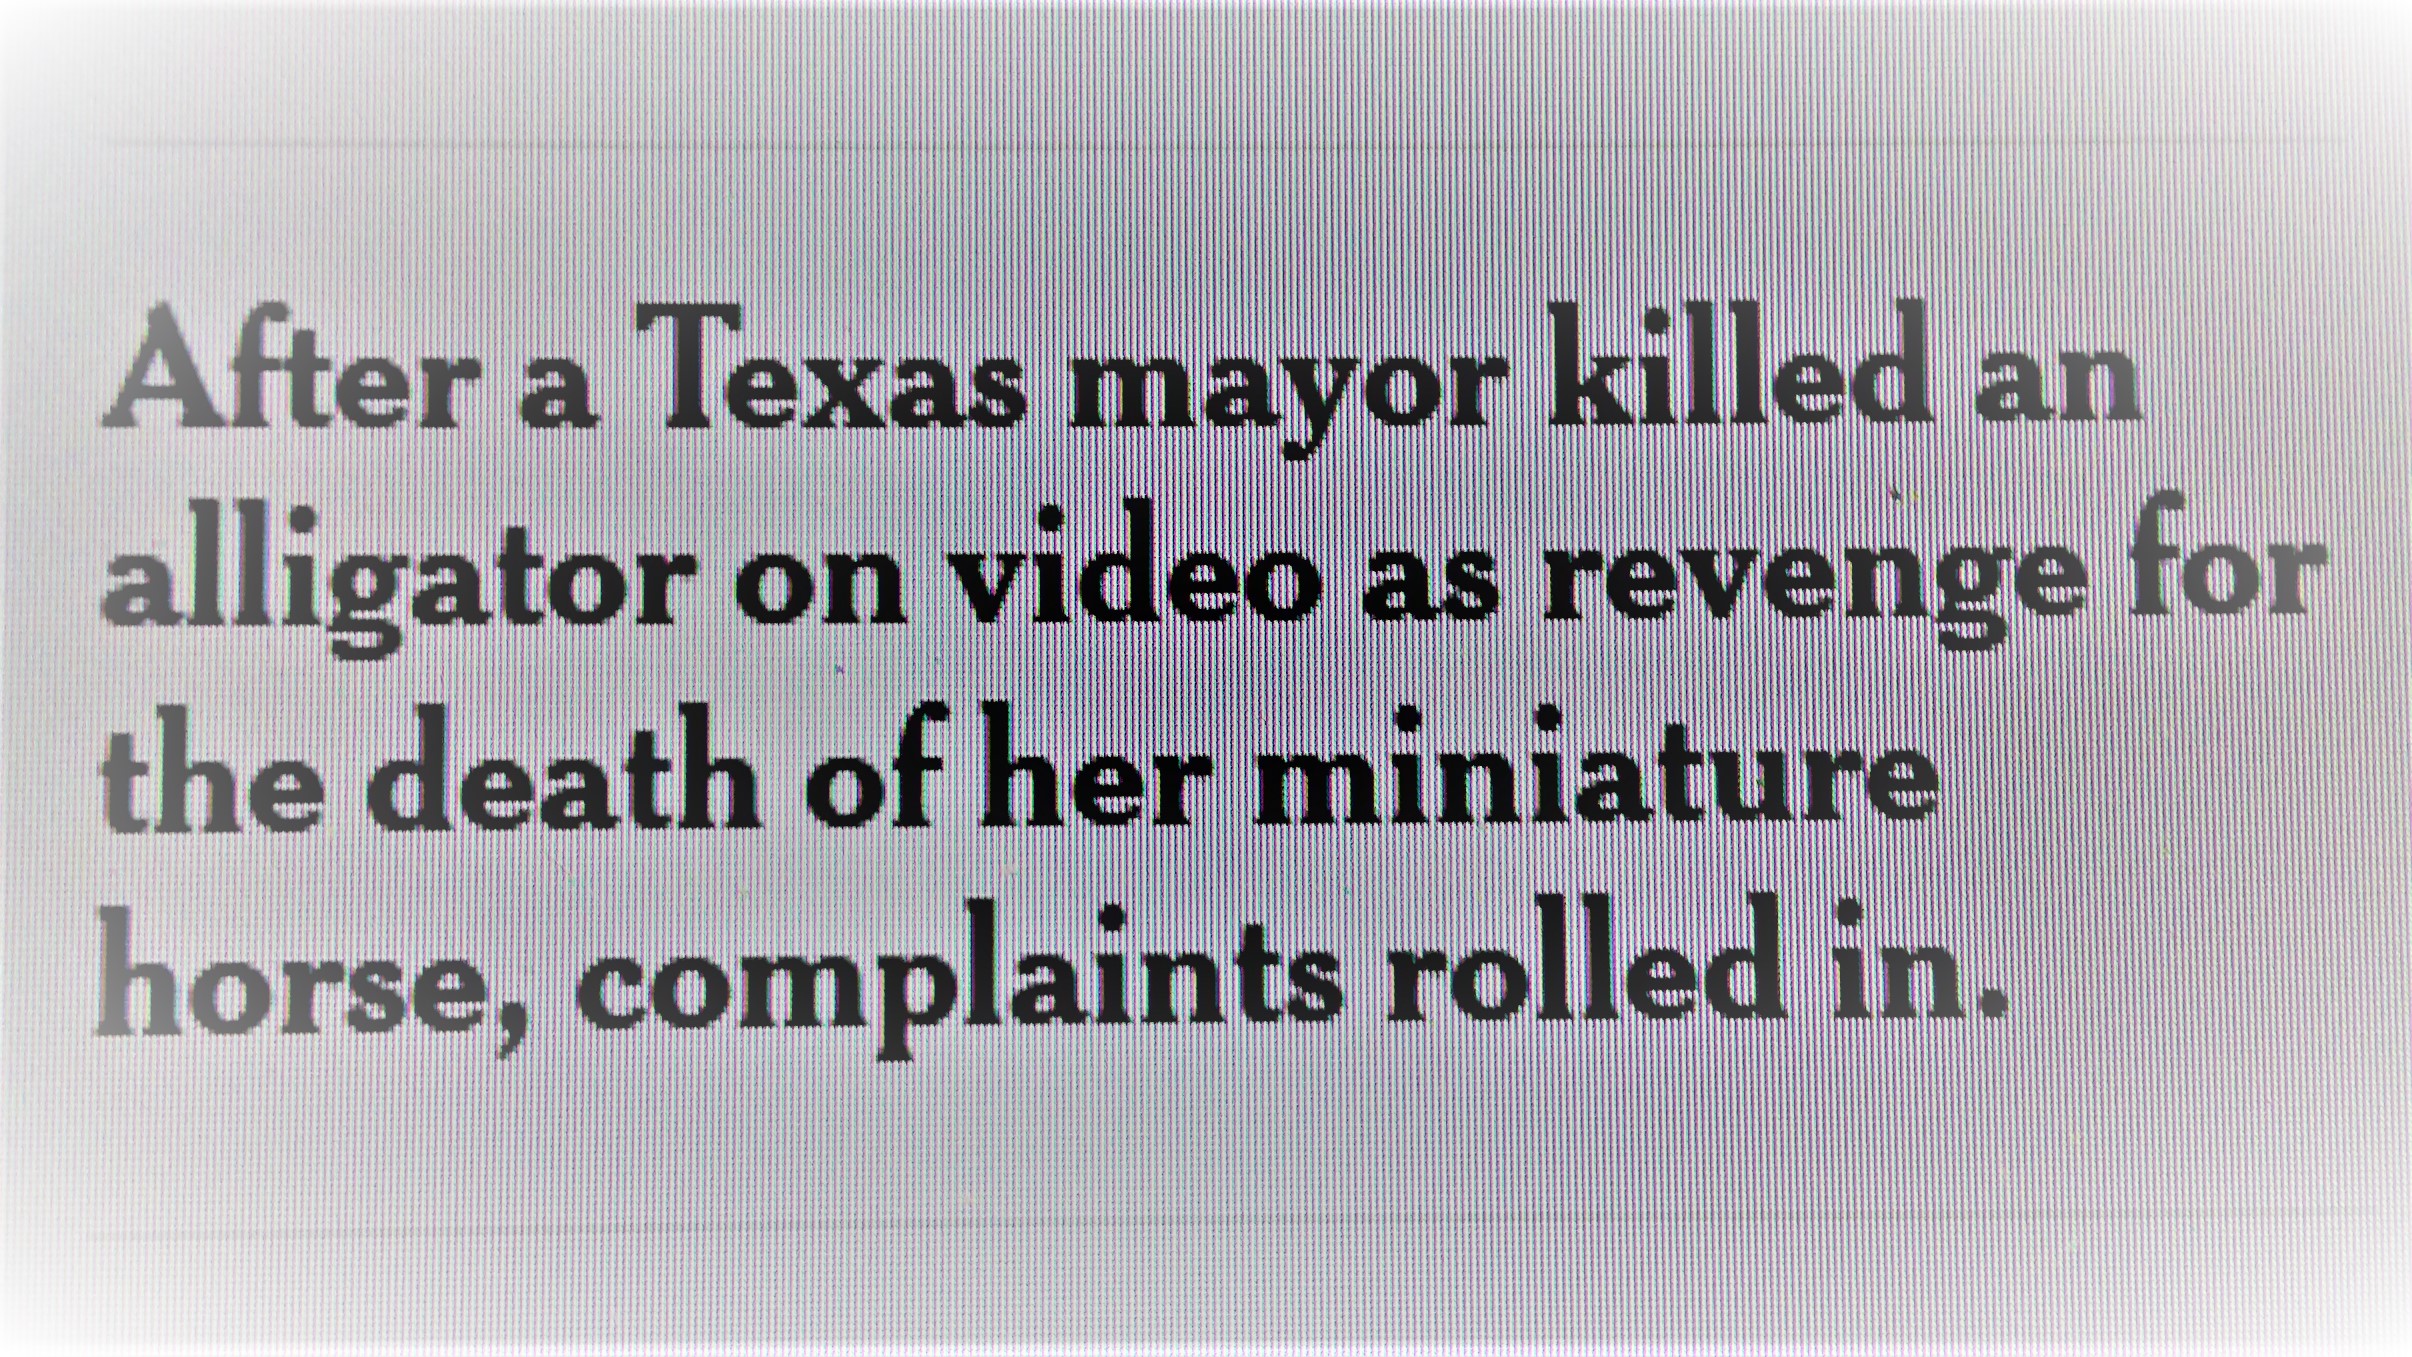 After a Texas mayor killed an
alligator on video as revenge for
the death of her miniature
horse, complaints rolled in.